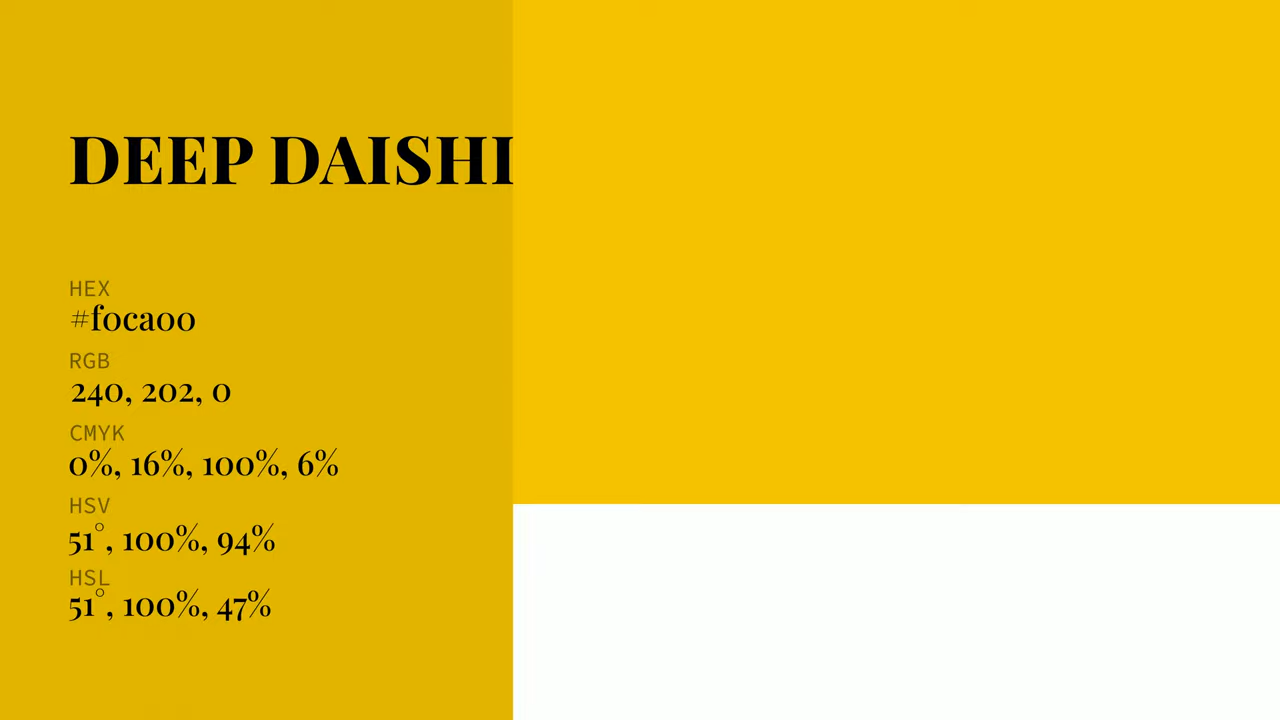 DEEP DAISHI
HEX
#f0ca00
RGB
240, 202, 0
CMYK
0%, 16%, 100%, 6%
HSV
51°, 100%, 94%
HSL
51°, 100%, 47%